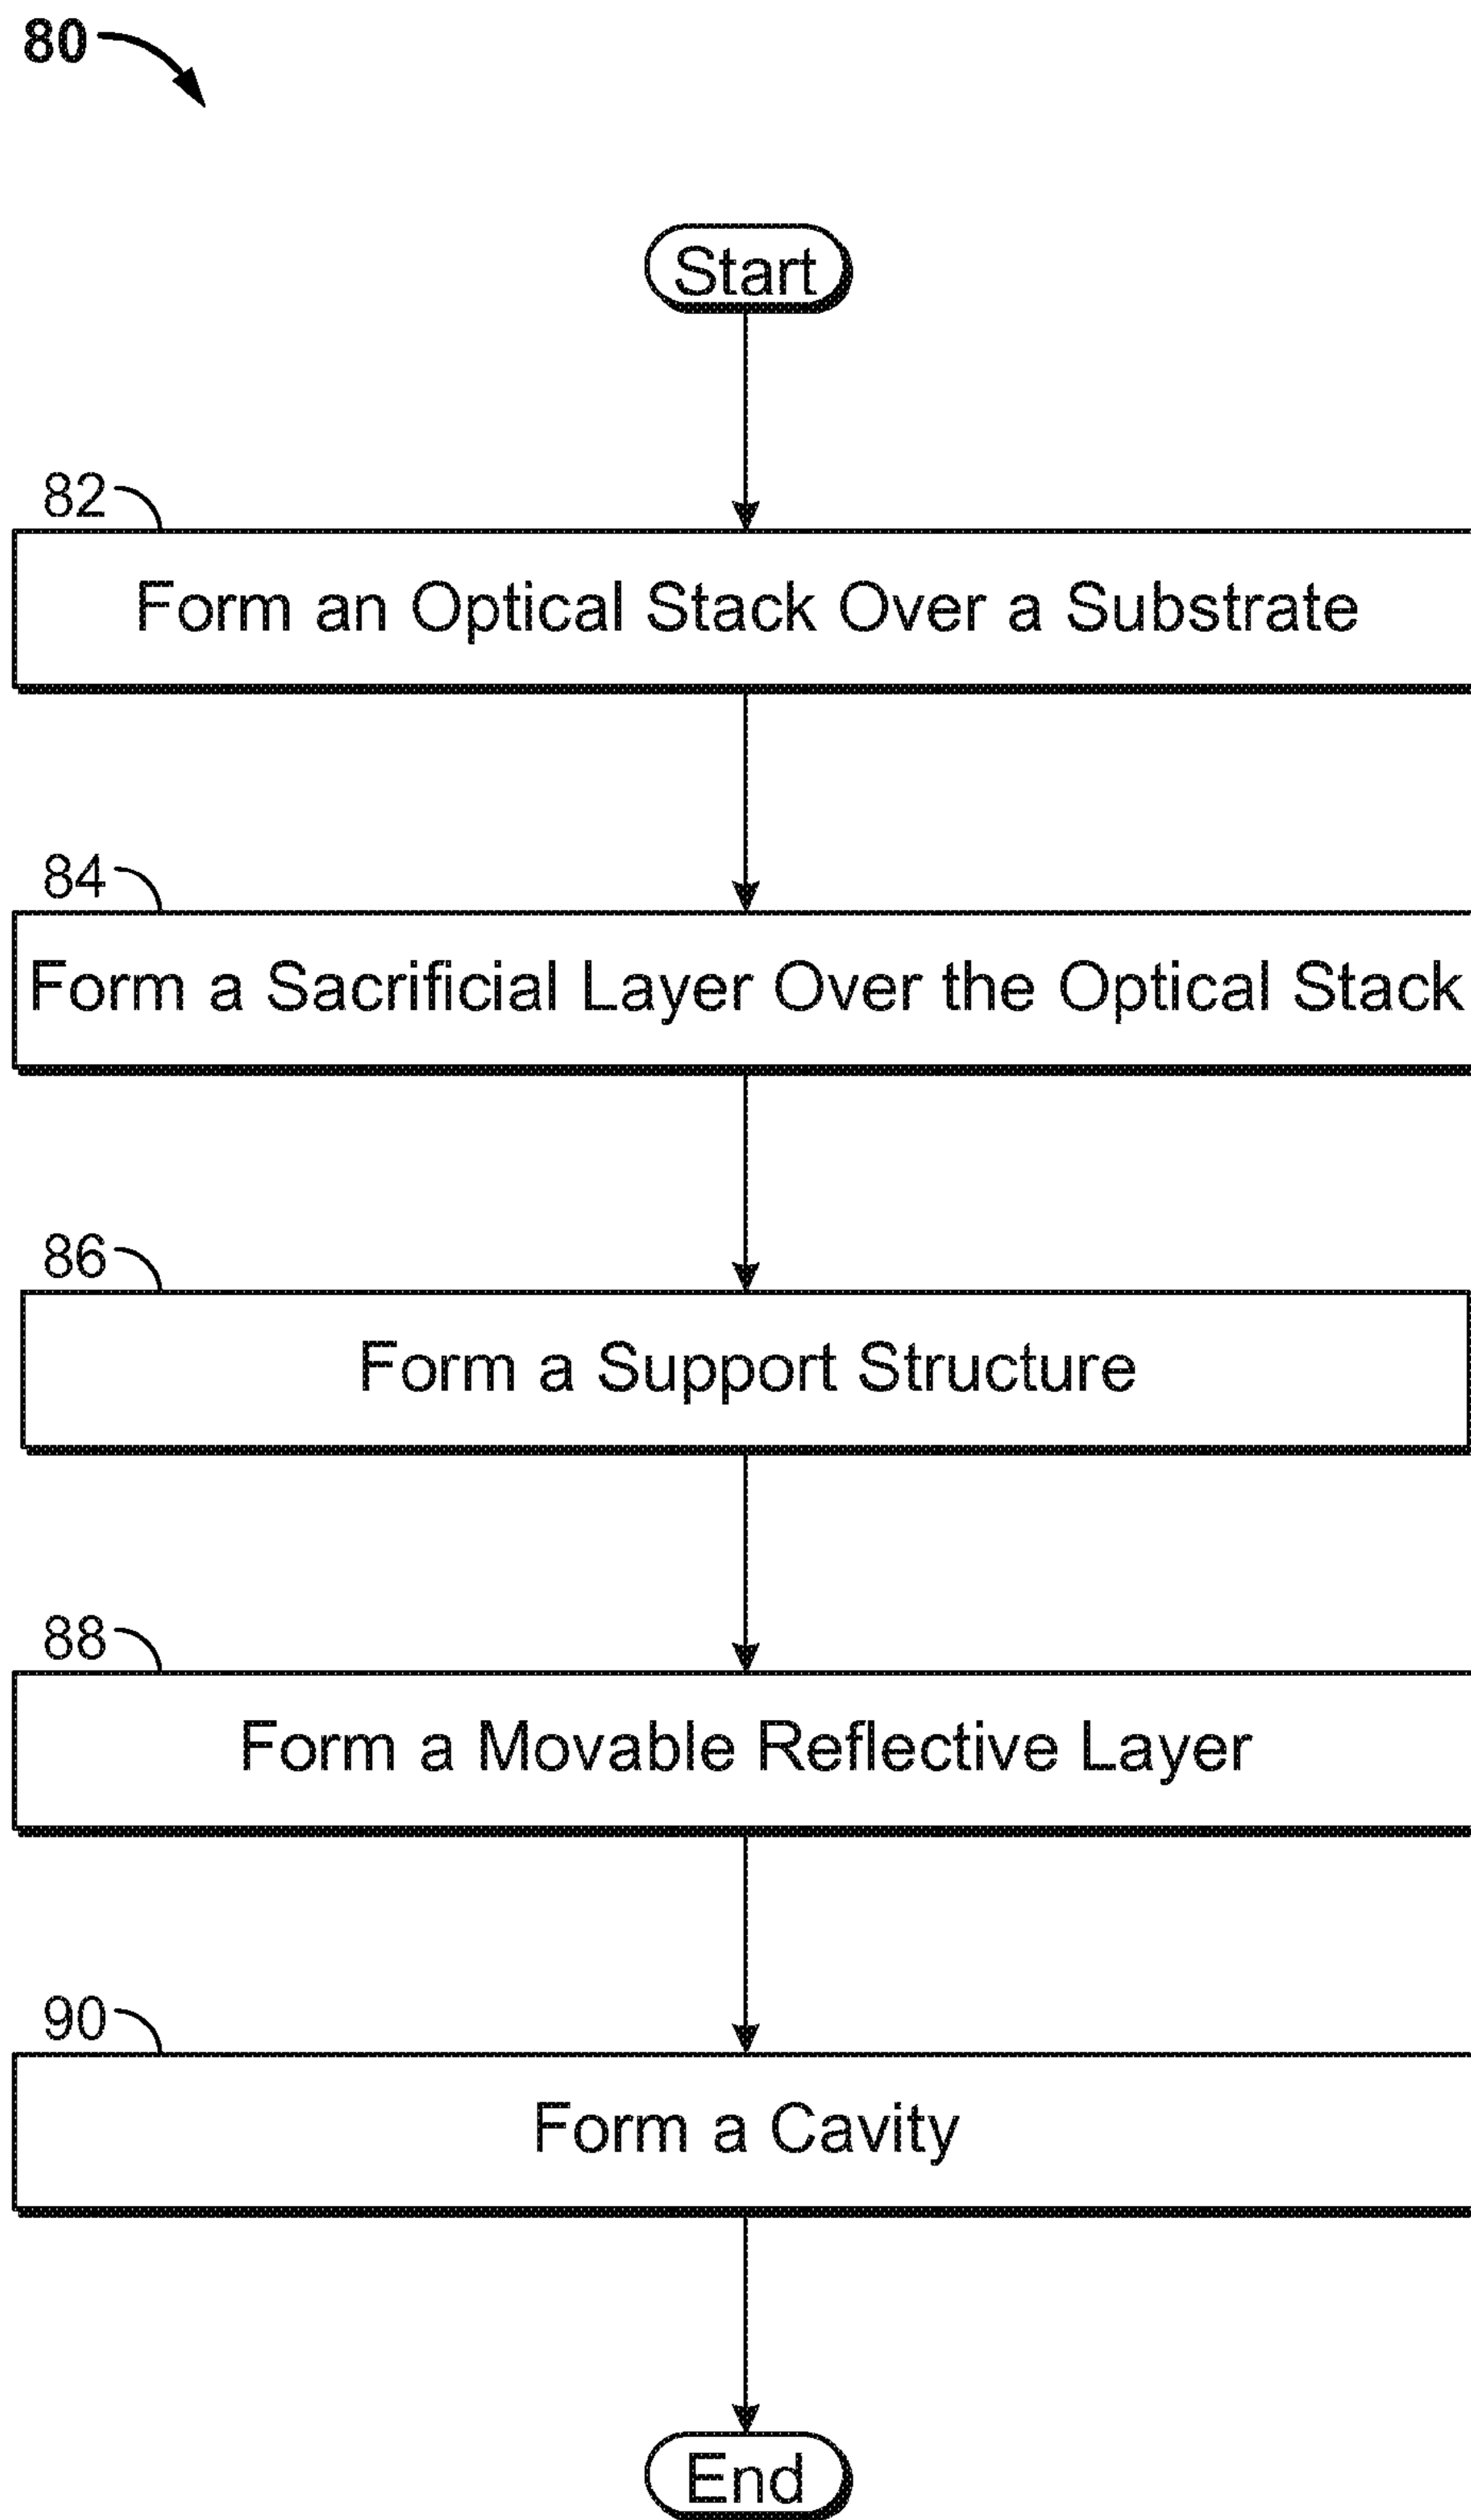 80
Start
82
Form an Optical Stack Over a Substrate
84
Form a Sacrificial Layer Over the Optical Stack
86
Form a Support Structure
88
Form a Movable Reflective Layer
90
Form a Cavity
End